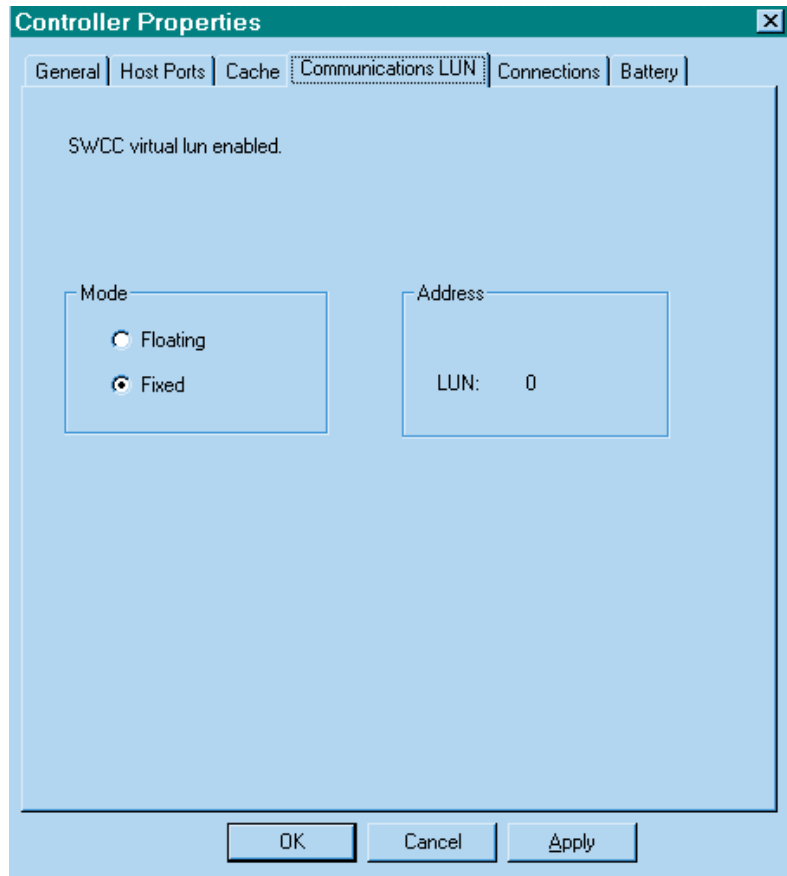 Controller Properties
General Host Ports Cache Communications LUN Connections Battery
SWCC virtual lun enabled.
Mode Address
Floating
Fixed LUN: 0
OK Cancel Apply